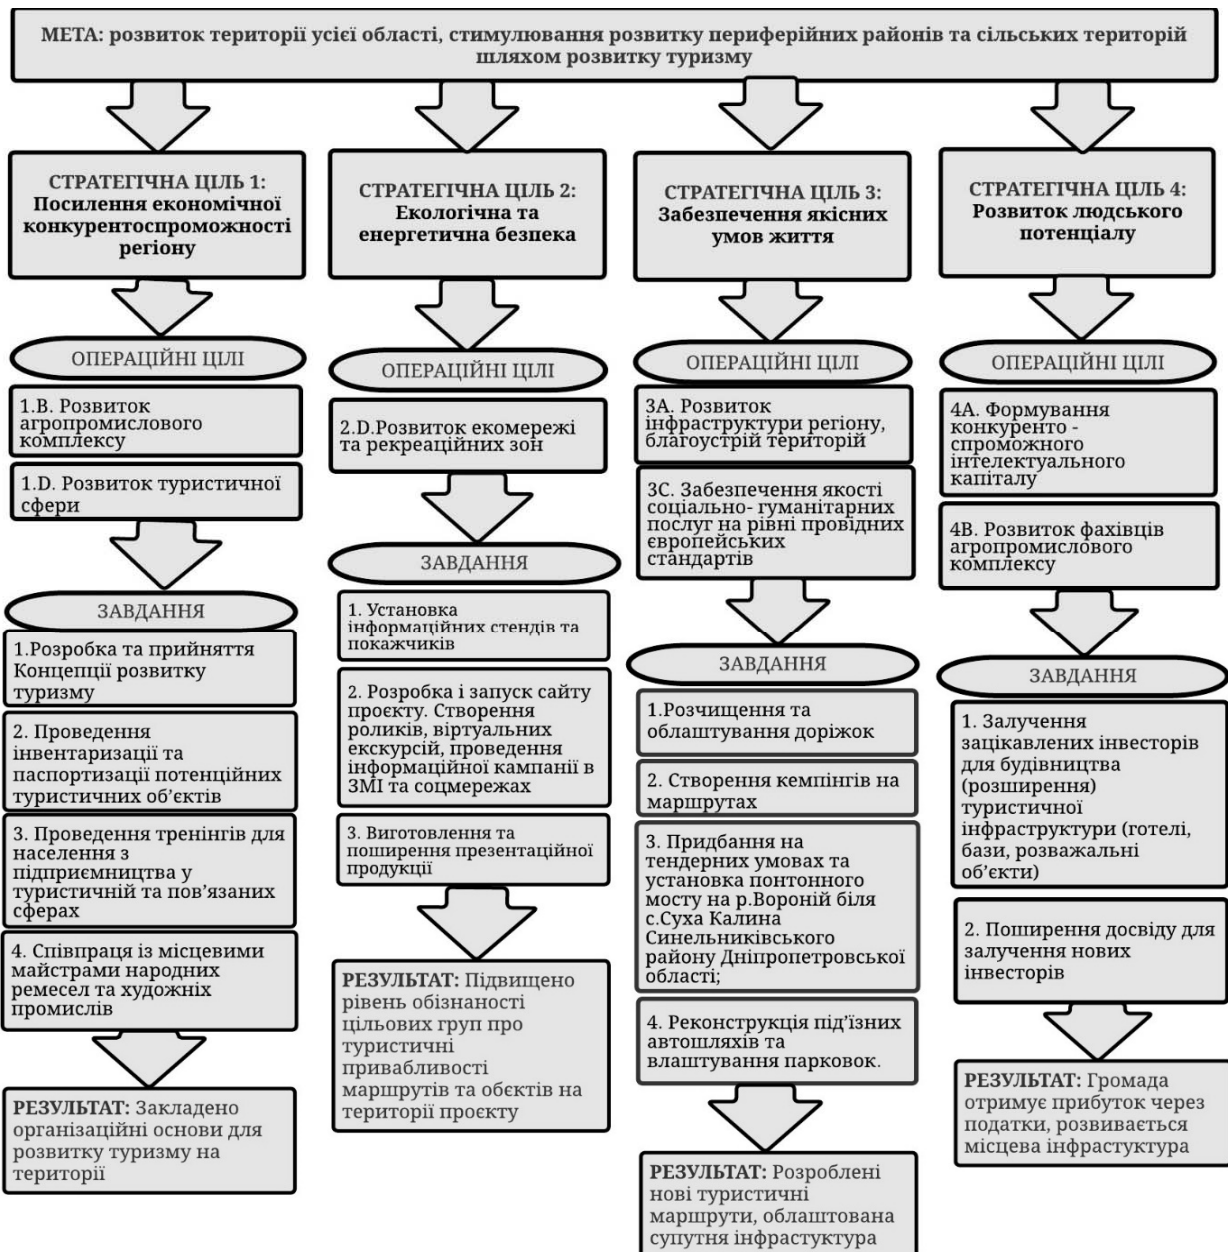 МЕТА: розвиток території усієї області, стимулювання розвитку периферійних районів та сільських територій
шляхом розвитку туризму
СТРАТЕГІЧНА ЦІЛЬ 1:
Посилення економічної
конкурентоспроможності
регіону
ОПЕРАЦІЙНІ ЦІЛІ
1.В. Розвиток
агропромислового
комплексу
1.D. Розвиток туристичної
сфери
ЗАВДАННЯ
1.Розробка та прийняття
Концепції розвитку
туризму
2. Проведення
інвентаризації та
паспортизації потенційних
туристичних об’єктів
3. Проведення тренінгів для
населення з
підприємництва у
туристичній та пов’язаних
сферах
4. Співпраця із місцевими
майстрами народних
ремесел та художніх
промислів
РЕЗУЛЬТАТ: Закладено
організаційні основи для
розвитку туризму на
території
СТРАТЕГІЧНА ЦІЛЬ 2:
Екологічна та
енергетична безпека
ОПЕРАЦІЙНІ ЦІЛІ
2.D.Розвиток екомережі
та рекреаційних зон
ЗАВДАННЯ
1. Установка
інформаційних стендів та
покажчиків
2. Розробка і запуск сайту
проєкту. Створення
роликів, віртуальних
екскурсій, проведення
інформаційної кампанії в
ЗМІ та соцмережах
3. Виготовлення та
поширення презентаційної
продукції
РЕЗУЛЬТАТ: Підвищено
рівень обізнаності
цільових груп про
туристичні
привабливості
маршрутів та обєктів на
території проєкту
СТРАТЕГІЧНА ЦІЛЬ 3:
Забезпечення якісних
умов життя
ОПЕРАЦІЙНІ ЦІЛІ
3А. Розвиток
інфраструктури регіону,
благоустрій територій
3С. Забезпечення якості
соціально- гуманітарних
послуг на рівні провідних
європейських
стандартів
ЗАВДАННЯ
1.Розчищення та
облаштування доріжок
2. Створення кемпінгів на
маршрутах
3. Придбання на
тендерних умовах та
установка понтонного
мосту на р.Вороній біля
с.Суха Калина
Синельниківського
району Дніпропетровської
області;
4. Реконструкція під’їзних
автошляхів та
влаштування парковок.
РЕЗУЛЬТАТ: Розроблені
нові туристичні
маршрути, облаштована
супутня інфрастуктура
СТРАТЕГІЧНА ЦІЛЬ 4:
Розвиток людського
потенціалу
ОПЕРАЦІЙНІ ЦІЛІ
4А. Формування
конкуренто -
спроможного
інтелектуального
капіталу
4В. Розвиток фахівців
агропромислового
комплексу
ЗАВДАННЯ
1. Залучення
зацікавлених інвесторів
для будівництва
(розширення)
туристичної
інфраструктури (готелі,
бази, розважальні
об’єкти)
2. Поширення досвіду для
залучення нових
інвесторів
РЕЗУЛЬТАТ: Громада
отримує прибуток через
податки, розвивається
місцева інфрастуктура